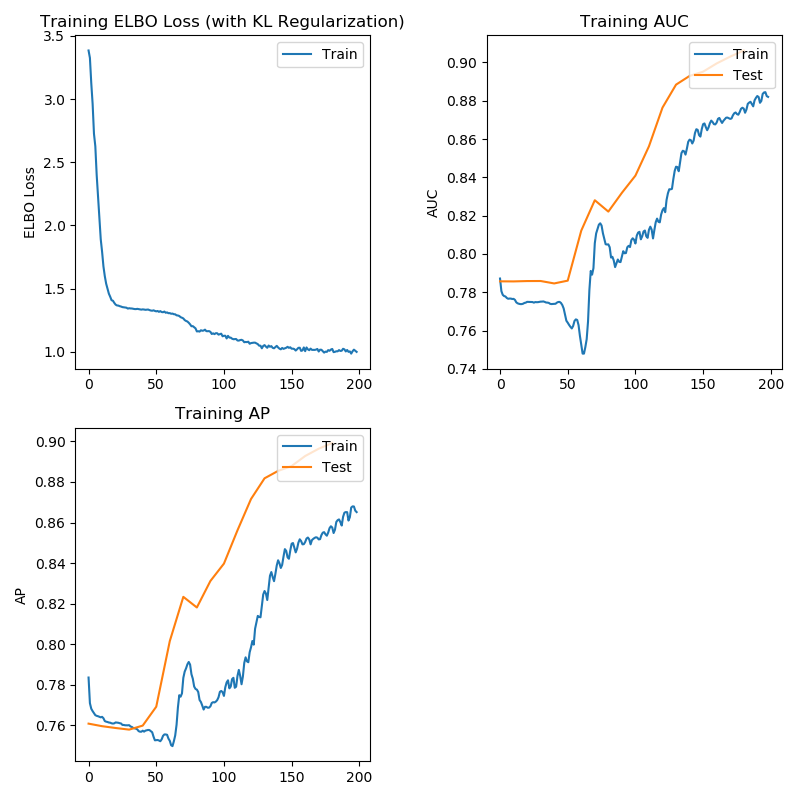 Training ELBO Loss (with KL Regularization)
3.5
3.0
2.5
2.0
1.5
1.0
ELBO Loss
Train
0 50 100 150 200
Training AUC
0.90
0.88
0.86
0.84
0.82
0.80
0.78
0.76
0.74
AUC
Train
Test
0 50 100 150 200
Training AP
0.90
0.88
0.86
0.84
0.82
0.80
0.78
0.76
AP
Train
Test
0 50 100 150 200